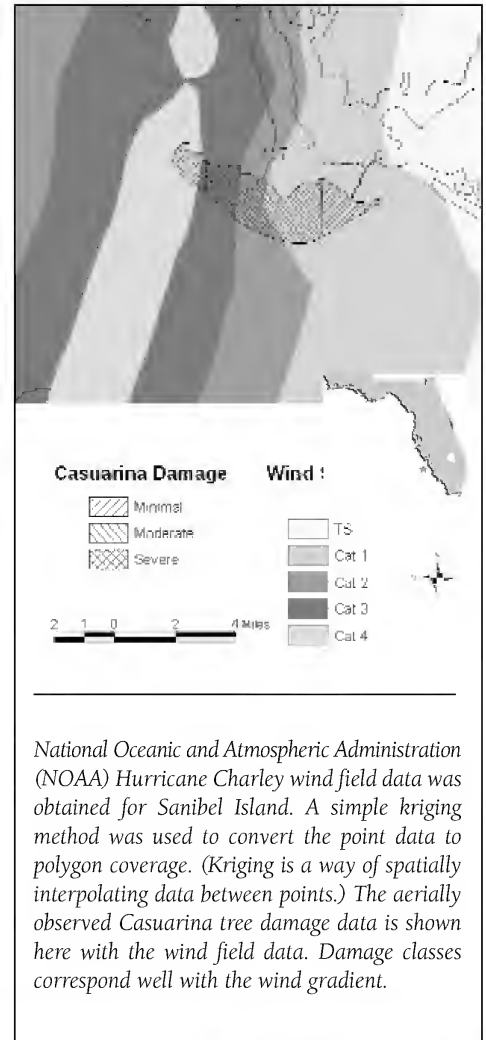 Casuarina Damage
Minimal
Moderate
Severe
Wind S
TS
Cat 1
Cat 2
Cat 3
Cat 4
2 1 0 2 4 Miles
National Oceanic and Atmospheric Administration
(NOAA) Hurricane Charley wind field data was
obtained for Sanibel Island. A simple kriging
method was used to convert the point data to
polygon coverage. (Kriging is a way of spatially
interpolating data between points.) The aerially
observed Casuarina tree damage data is shown
here with the wind field data. Damage classes
correspond well with the wind gradient.